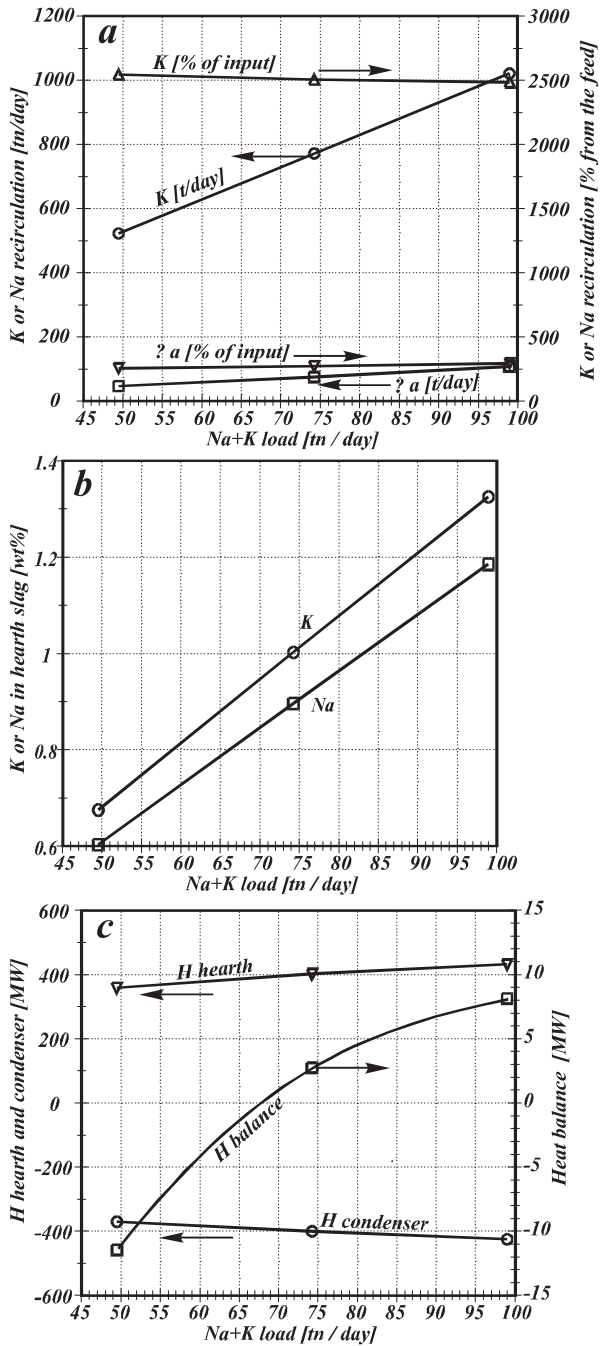 a
K or Na recirculation [tn/day]
K or Na recirculation [% from the feed]
1200
1000
800
600
400
200
0
3000
2500
2000
1500
1000
500
0
K [% of input]
K [t/day]
? a [% of input]
? a [t/day]
45 50 55 60 65 70 75 80 85 90 95 100
Na+K load [tn / day]
b
K or Na in hearth slag [wt%]
1.4
1.2
1
0.8
0.6
K
Na
45 50 55 60 65 70 75 80 85 90 95 100
Na+K load [tn / day]
c
H hearth and condenser [MW]
Heat balance [MW]
600
400
200
0
-200
-400
-600
15
10
5
0
-5
-10
-15
H hearth
H balance
H condenser
45 50 55 60 65 70 75 80 85 90 95 100
Na+K load [tn / day]